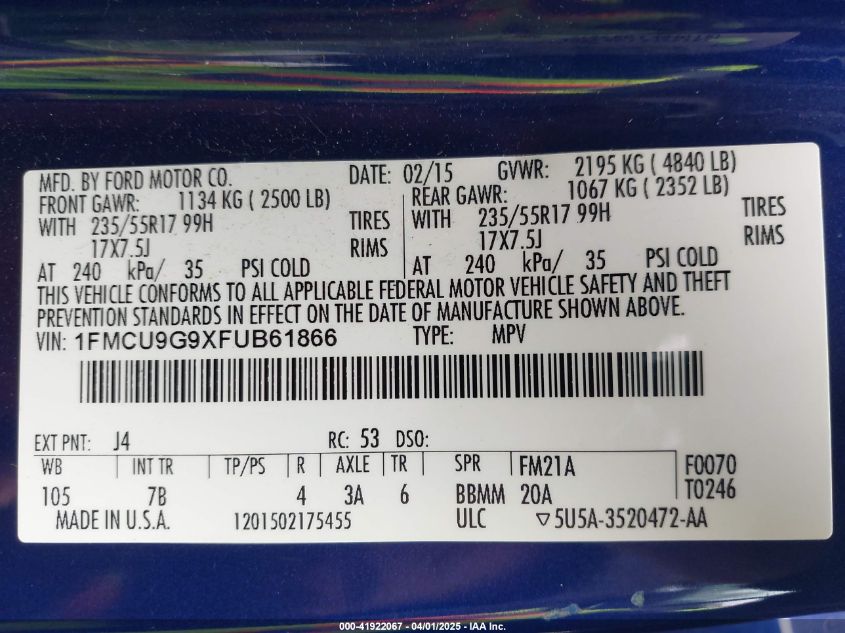 MFD. BY FORD MOTOR CO. DATE: 02/15 GVWR: 2195 KG ( 4840 LB)
FRONT GAWR: 1134 KG ( 2500 LB) REAR GAWR: 1067 KG ( 2352 LB)
WITH 235/55R17 99H TIRES WITH 235/55R17 99H TIRES
17X7.5J RIMS 17X7.5J RIMS
AT 240 kPa/ 35 PSI COLD AT 240 kPa/ 35 PSI COLD
THIS VEHICLE CONFORMS TO ALL APPLICABLE FEDERAL MOTOR VEHICLE SAFETY AND THEFT
PREVENTION STANDARDS IN EFFECT ON THE DATE OF MANUFACTURE SHOWN ABOVE.
VIN: 1FMCU9G9XFUB61866 TYPE: MPV
EXT PNT: J4 RC: 53 DSO:
WB INT TR TP/PS R AXLE TR SPR FM21A F0070
105 7B 4 3A 6 BBMM 20A T0246
MADE IN U.S.A. 1201502175455 ULC ▽5U5A-3520472-AA
000-41922067 - 04/01/2025 - IAA Inc.